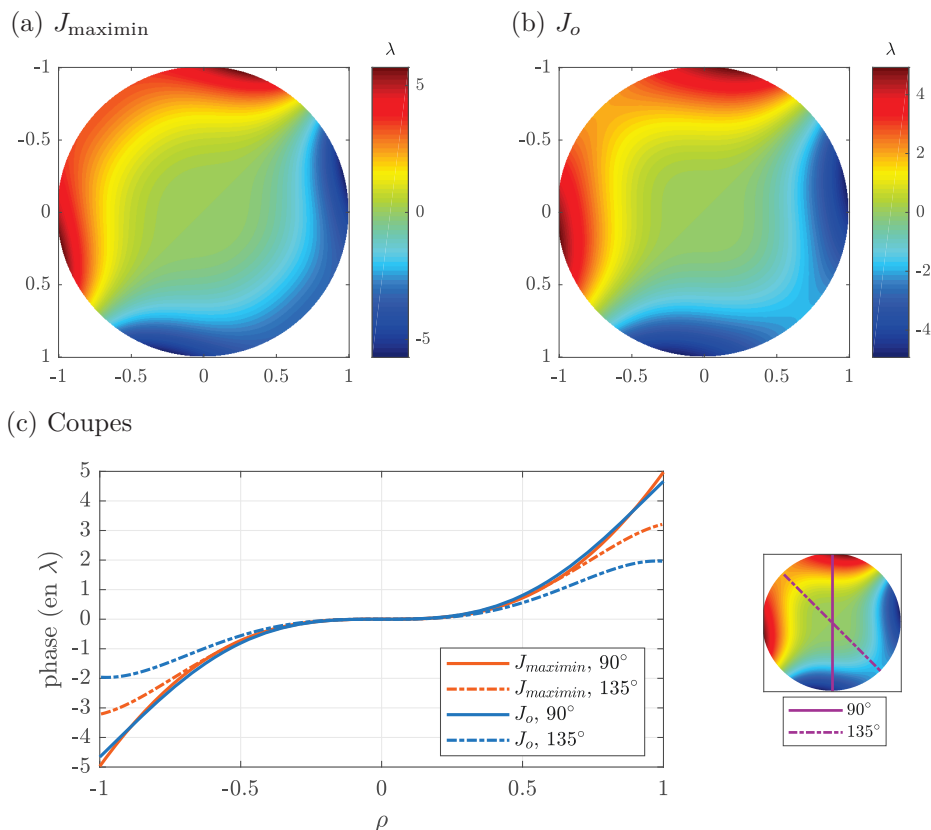 (a) J_maximin
(b) J_o
λ
λ
-1
-0.5
0
0.5
1
-1 -0.5 0 0.5 1
5
0
-5
-1
-0.5
0
0.5
1
-1 -0.5 0 0.5 1
4
2
0
-2
-4
(c) Coupes
phase (en λ)
5
4
3
2
1
0
-1
-2
-3
-4
-5
-1 -0.5 0 0.5 1
ρ
J_maximin, 90°
J_maximin, 135°
J_o, 90°
J_o, 135°
90°
135°